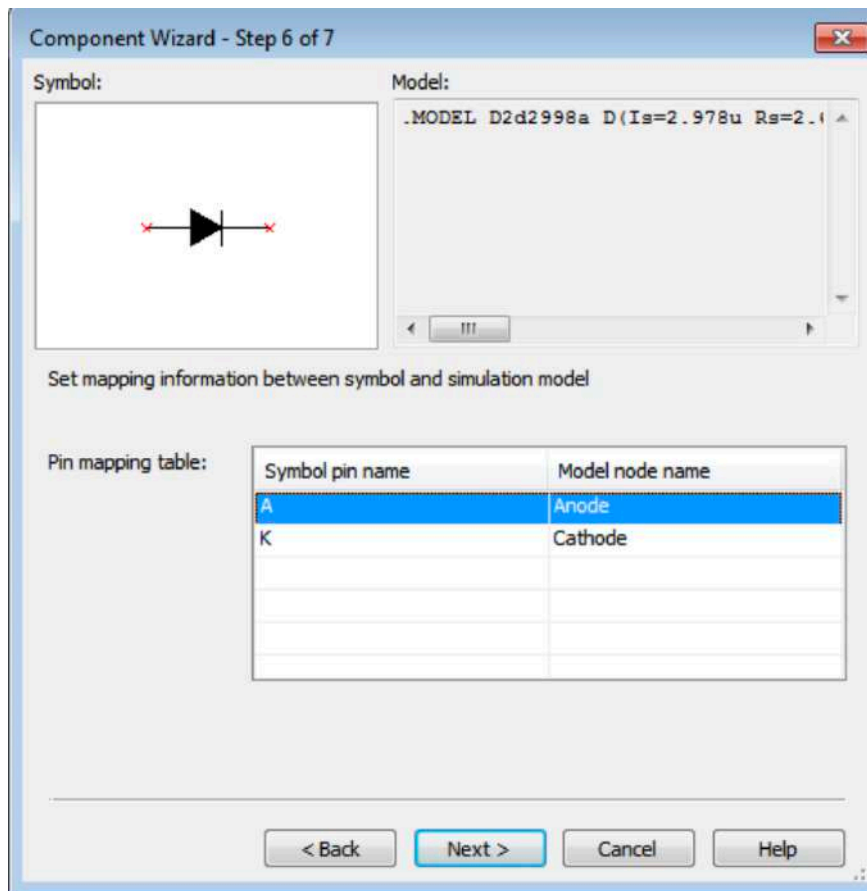 Component Wizard - Step 6 of 7
Symbol:
Model:
.MODEL D2d2998a D(Is=2.978u Rs=2.
Set mapping information between symbol and simulation model
Pin mapping table:
Symbol pin name Model node name
A Anode
K Cathode
< Back Next > Cancel Help